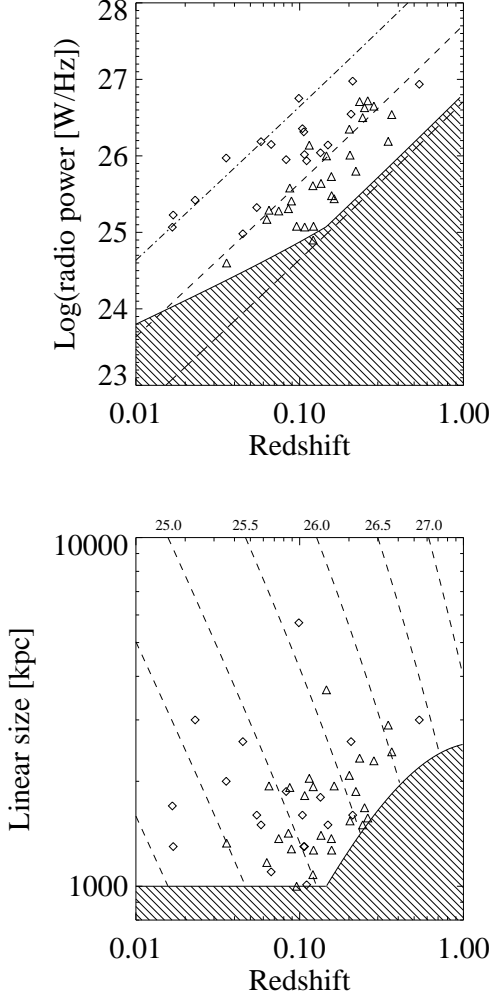 28
27
26
25
24
23
Log(radio power [W/Hz])
0.01 0.10 1.00
Redshift
25.0 25.5 26.0 26.5 27.0
10000
1000
Linear size [kpc]
0.01 0.10 1.00
Redshift